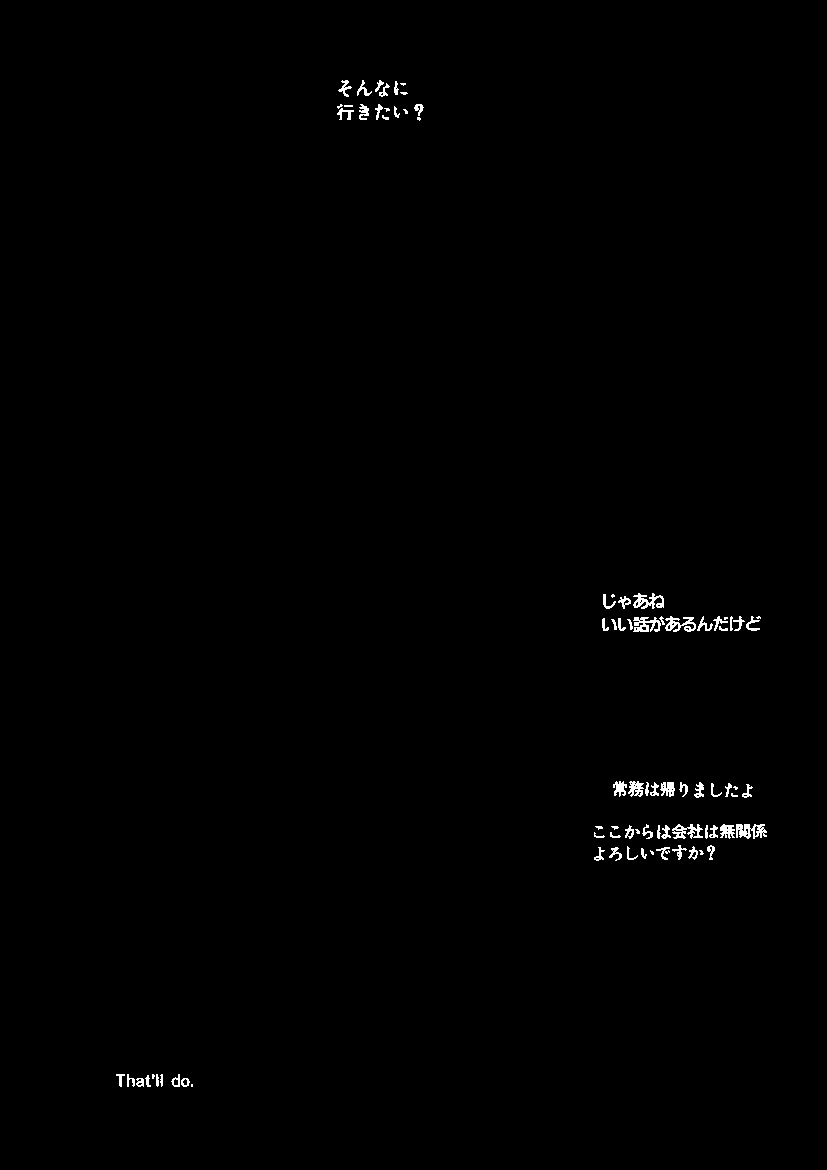 そんなに
行きたい?
じゃあね
いい話があるんだけど
常務は帰りましたよ
ここからは会社は無関係
よろしいですか?
That'll do.